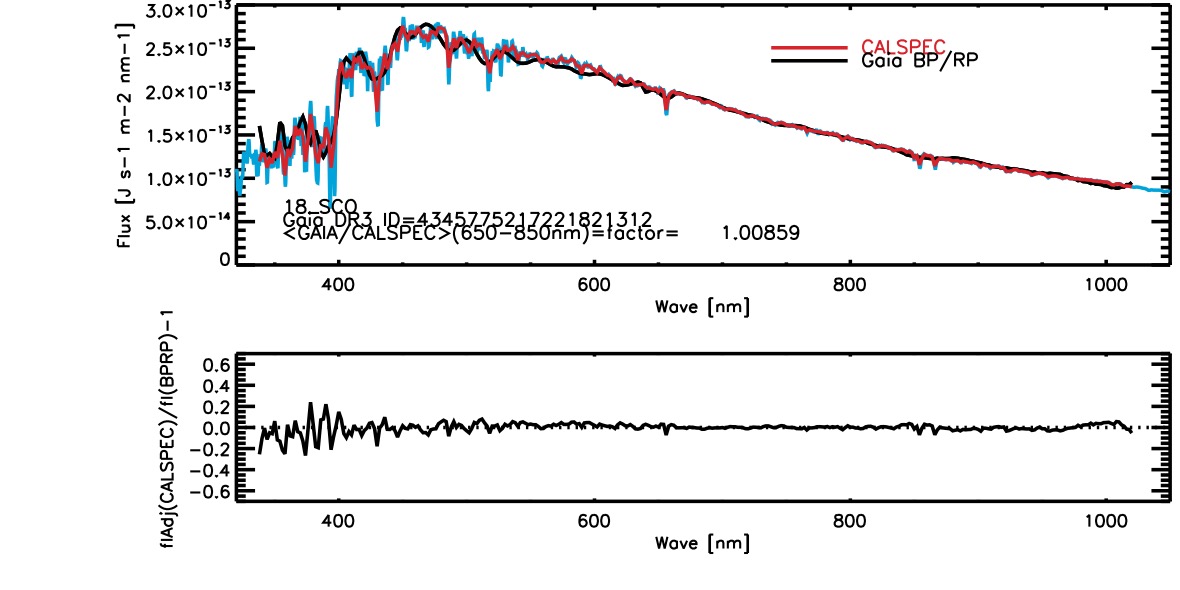 3.0×10−13
2.5×10−13
2.0×10−13
1.5×10−13
1.0×10−13
5.0×10−14
0
Flux [J s−1 m−2 nm−1]
CALSPEC
Gaia BP/RP
18_SCO
Gaia DR3 ID=4345775217221821312
<GAIA/CALSPEC>(650−850nm)=factor= 1.00859
400 600 800 1000
Wave [nm]
flAdj(CALSPEC)/fl(BPRP)−1
0.6
0.4
0.2
0.0
−0.2
−0.4
−0.6
400 600 800 1000
Wave [nm]